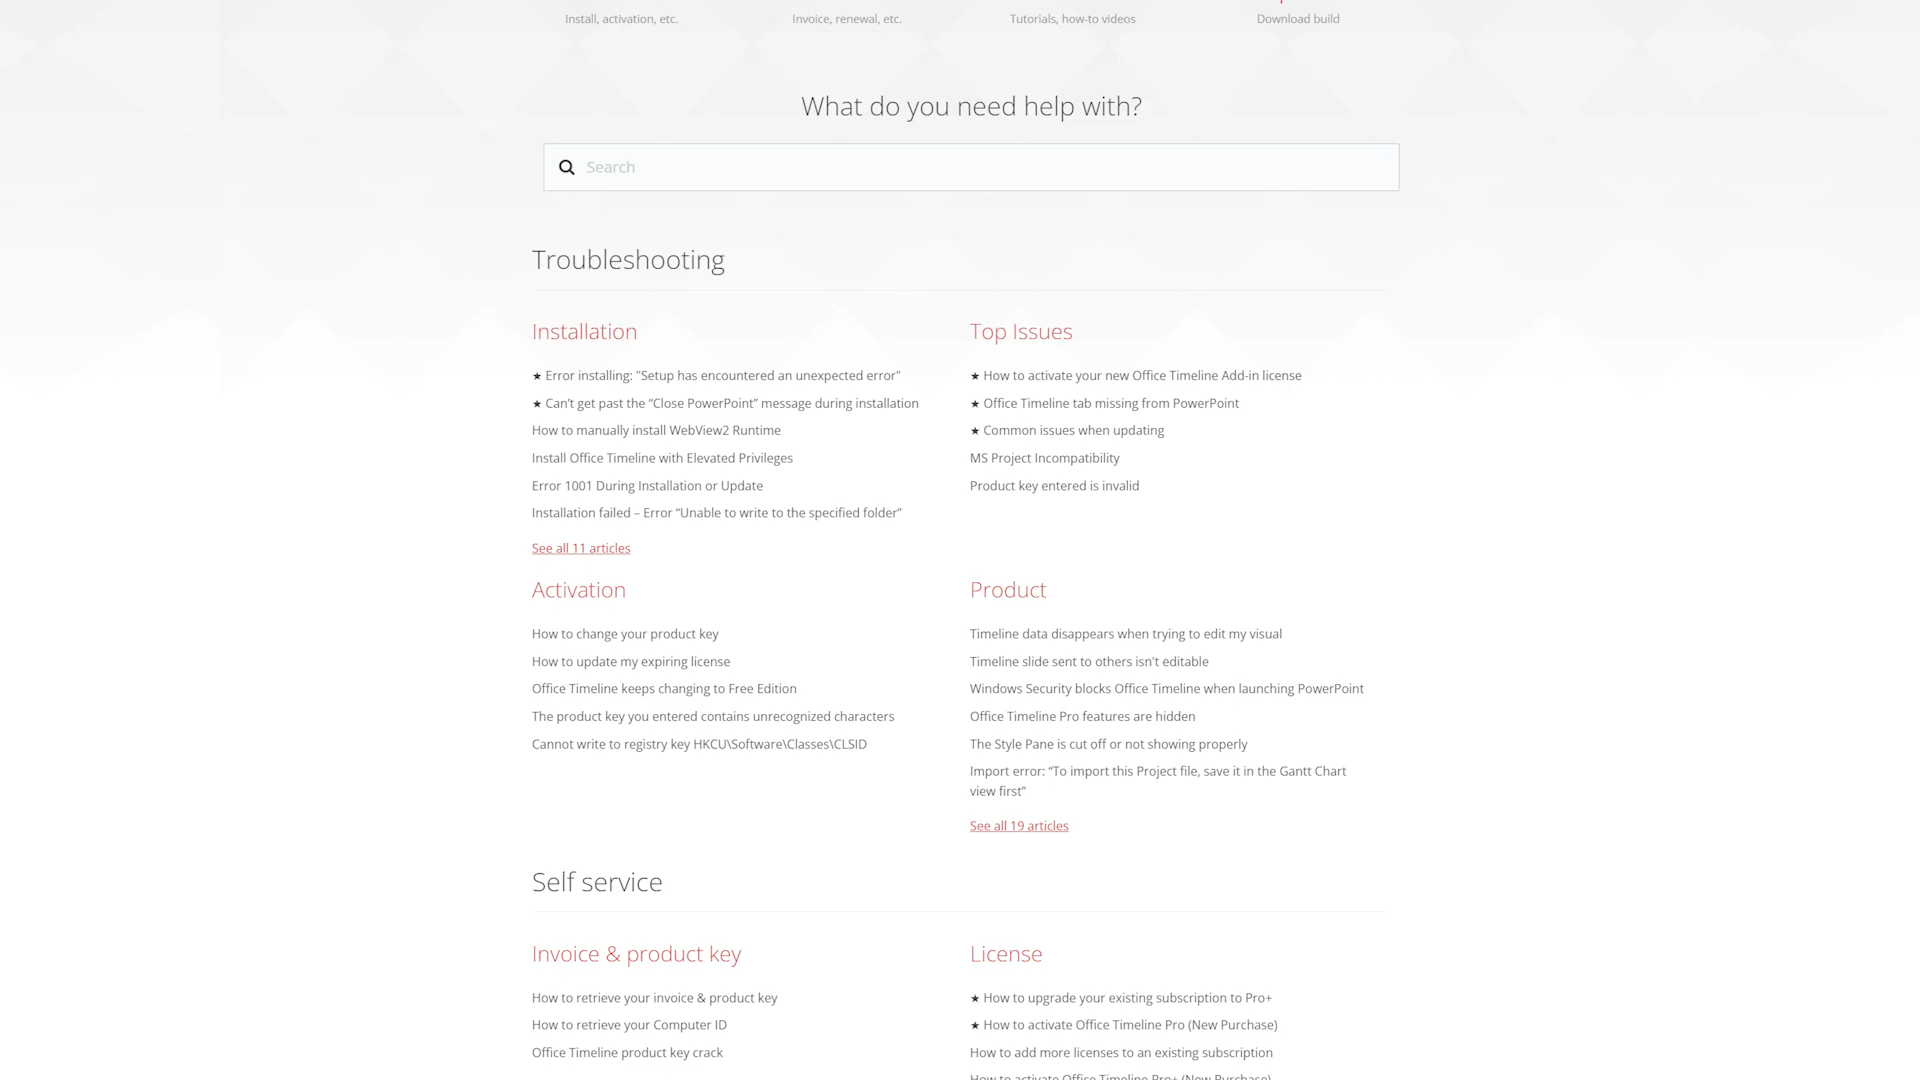 Install, activation, etc.
Invoice, renewal, etc.
Tutorials, how-to videos
Download build
What do you need help with?
Search
Troubleshooting
Installation
★ Error installing: "Setup has encountered an unexpected error"
★ Can’t get past the “Close PowerPoint” message during installation
How to manually install WebView2 Runtime
Install Office Timeline with Elevated Privileges
Error 1001 During Installation or Update
Installation failed – Error “Unable to write to the specified folder”
See all 11 articles
Top Issues
★ How to activate your new Office Timeline Add-in license
★ Office Timeline tab missing from PowerPoint
★ Common issues when updating
MS Project Incompatibility
Product key entered is invalid
Activation
How to change your product key
How to update my expiring license
Office Timeline keeps changing to Free Edition
The product key you entered contains unrecognized characters
Cannot write to registry key HKCU\Software\Classes\CLSID
Product
Timeline data disappears when trying to edit my visual
Timeline slide sent to others isn't editable
Windows Security blocks Office Timeline when launching PowerPoint
Office Timeline Pro features are hidden
The Style Pane is cut off or not showing properly
Import error: “To import this Project file, save it in the Gantt Chart
view first”
See all 19 articles
Self service
Invoice & product key
How to retrieve your invoice & product key
How to retrieve your Computer ID
Office Timeline product key crack
License
★ How to upgrade your existing subscription to Pro+
★ How to activate Office Timeline Pro (New Purchase)
How to add more licenses to an existing subscription
How to activate Office Timeline Pro+ (New Purchase)